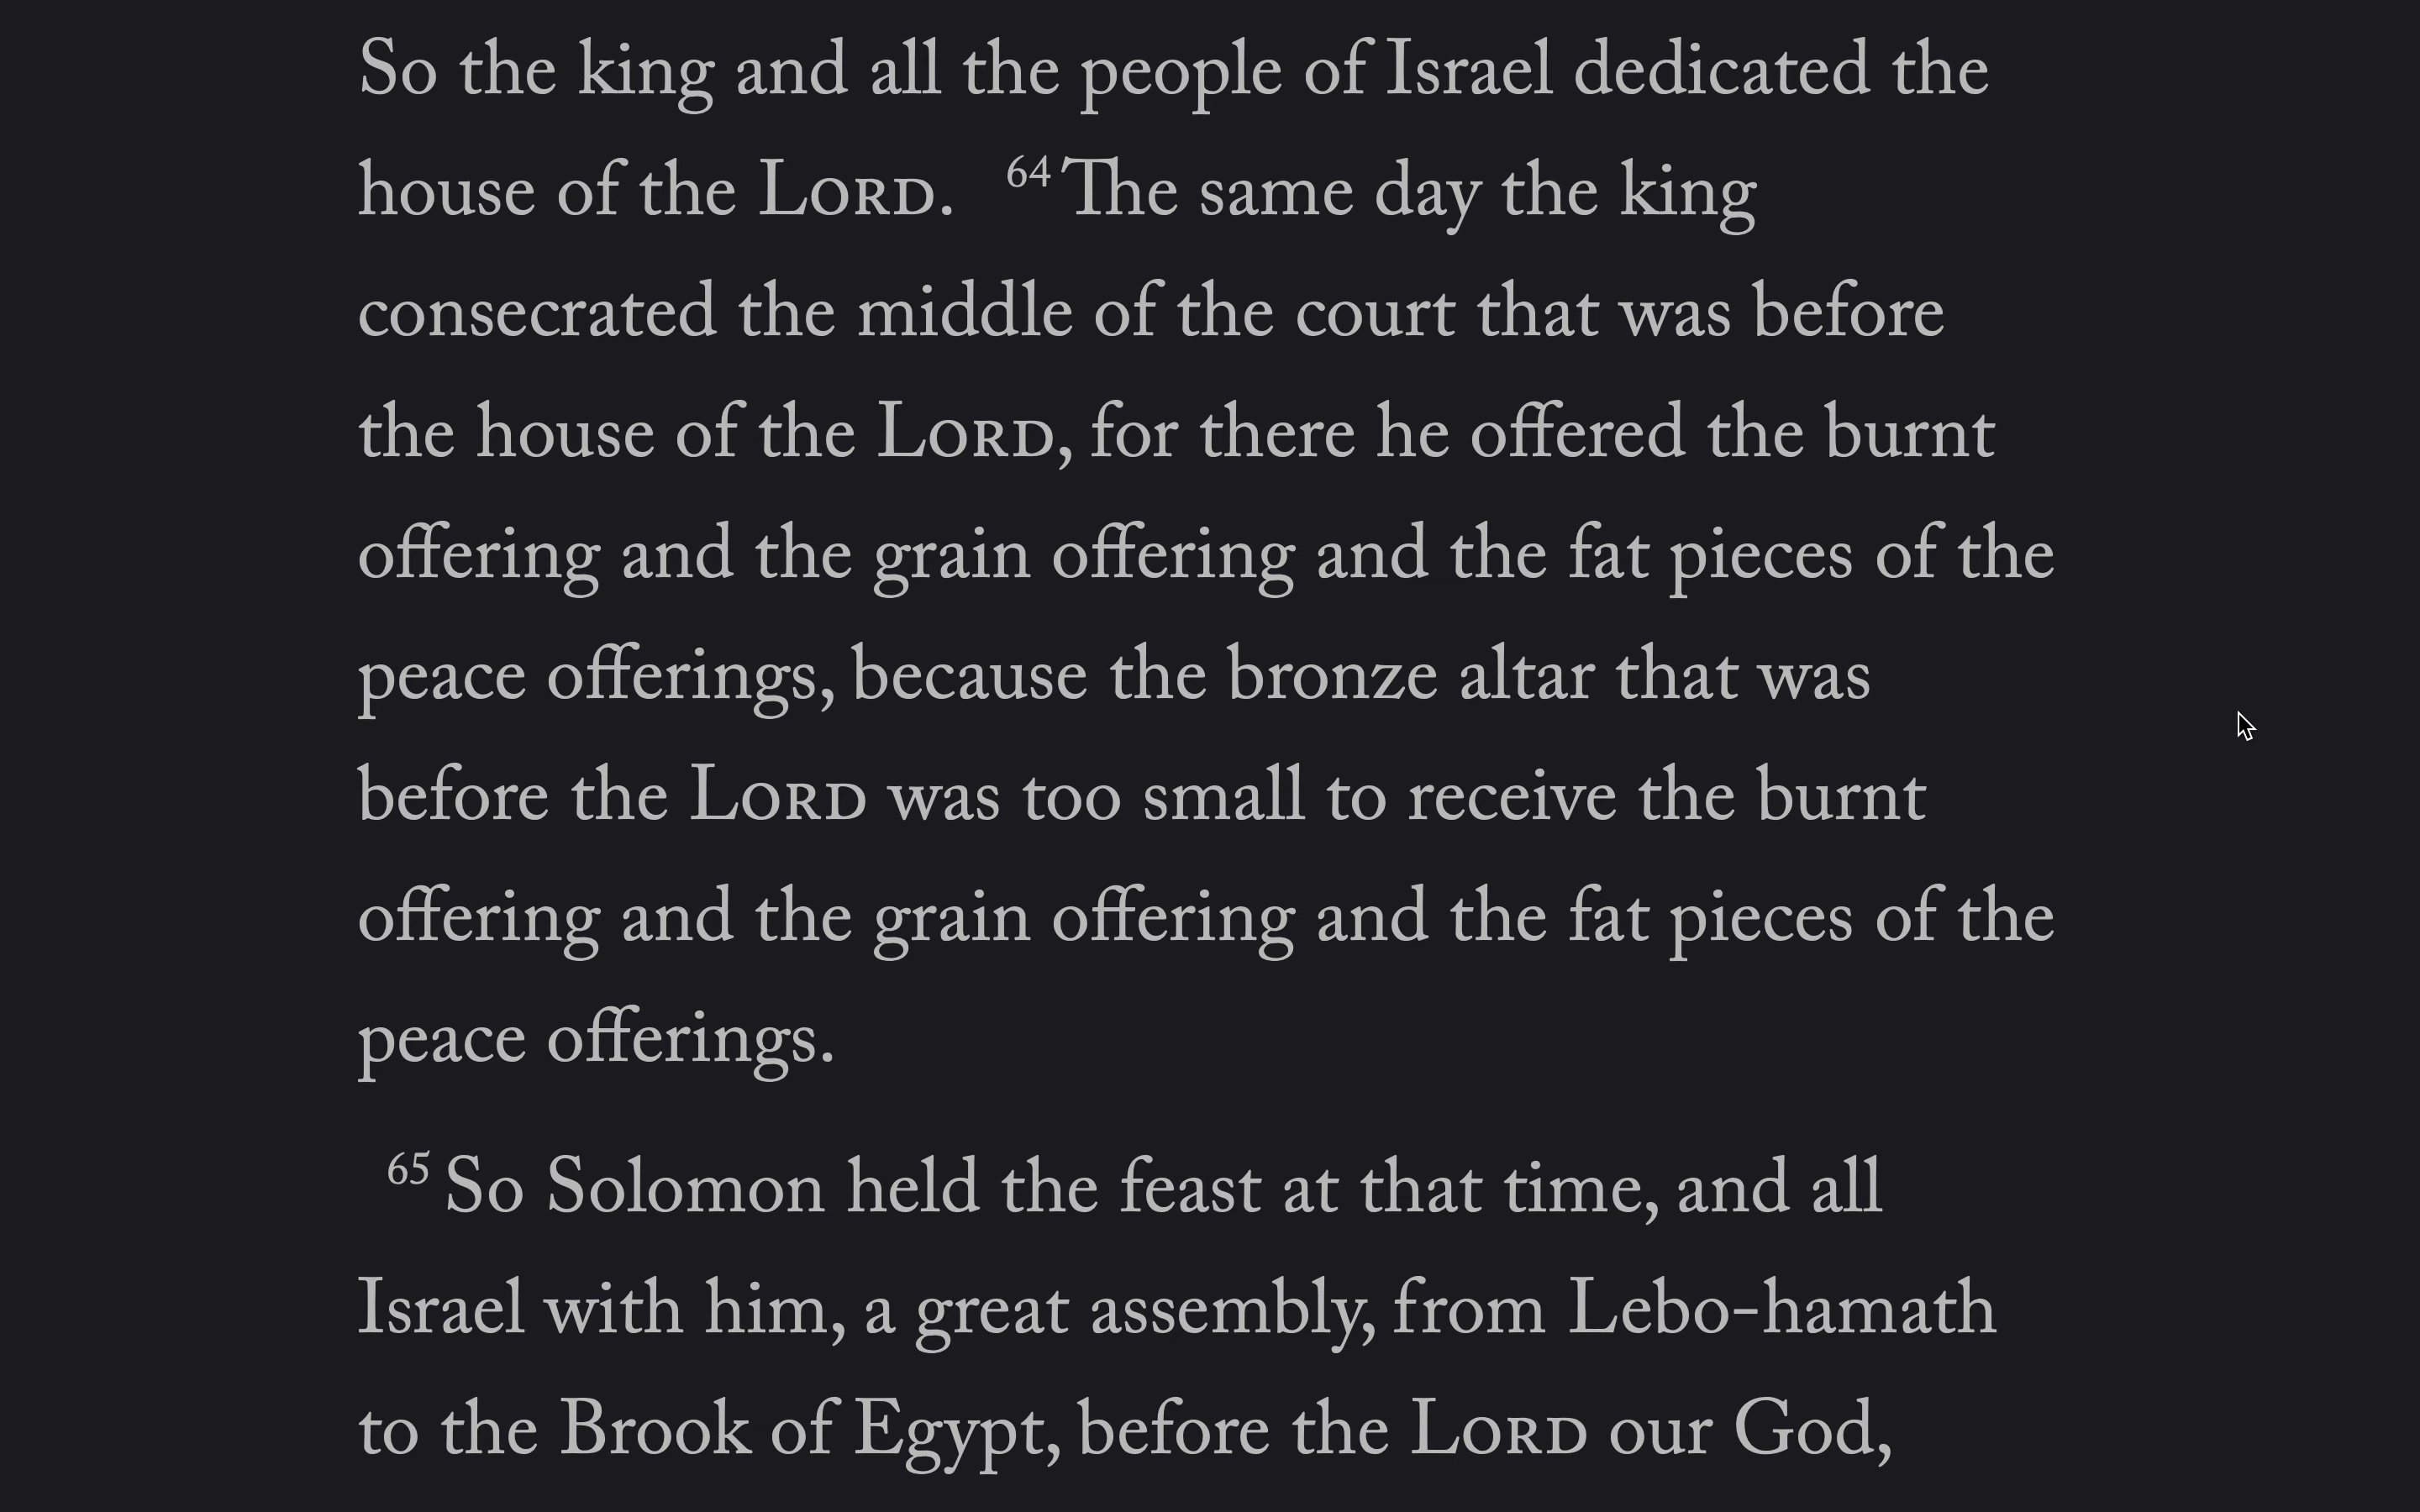 So the king and all the people of Israel dedicated the
house of the LORD. 64 The same day the king
consecrated the middle of the court that was before
the house of the LORD, for there he offered the burnt
offering and the grain offering and the fat pieces of the
peace offerings, because the bronze altar that was
before the LORD was too small to receive the burnt
offering and the grain offering and the fat pieces of the
peace offerings.
65 So Solomon held the feast at that time, and all
Israel with him, a great assembly, from Lebo-hamath
to the Brook of Egypt, before the LORD our God,